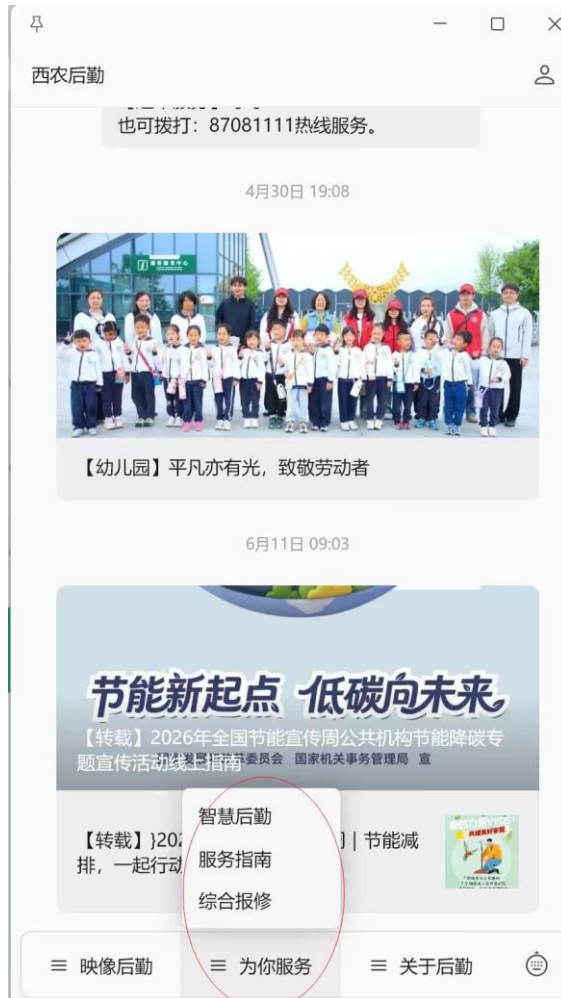 西农后勤
也可拨打：87081111热线服务。
4月30日 19:08
【幼儿园】平凡亦有光，致敬劳动者
6月11日 09:03
节能新起点 低碳向未来
【转载】2026年全国节能宣传周公共机构节能降碳专
题宣传活动线上指南
委员会 国家机关事务管理局 宣
智慧后勤
【转载】}202
| 节能减
服务指南
排，一起行动
综合报修
映像后勤
为你服务
关于后勤